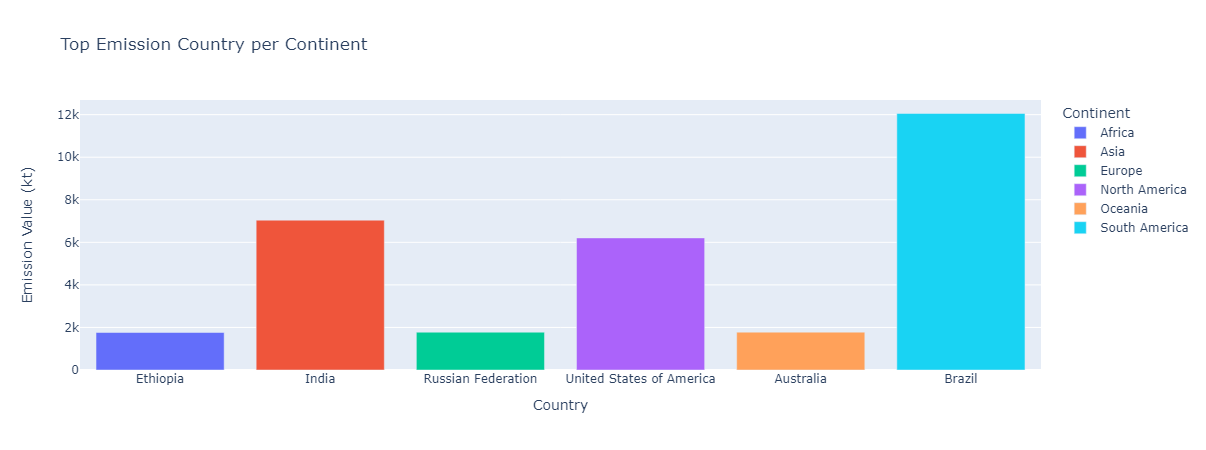 Top Emission Country per Continent
Emission Value (kt)
12k
10k
8k
6k
4k
2k
0
Ethiopia
India
Russian Federation
United States of America
Australia
Brazil
Country
Continent
Africa
Asia
Europe
North America
Oceania
South America